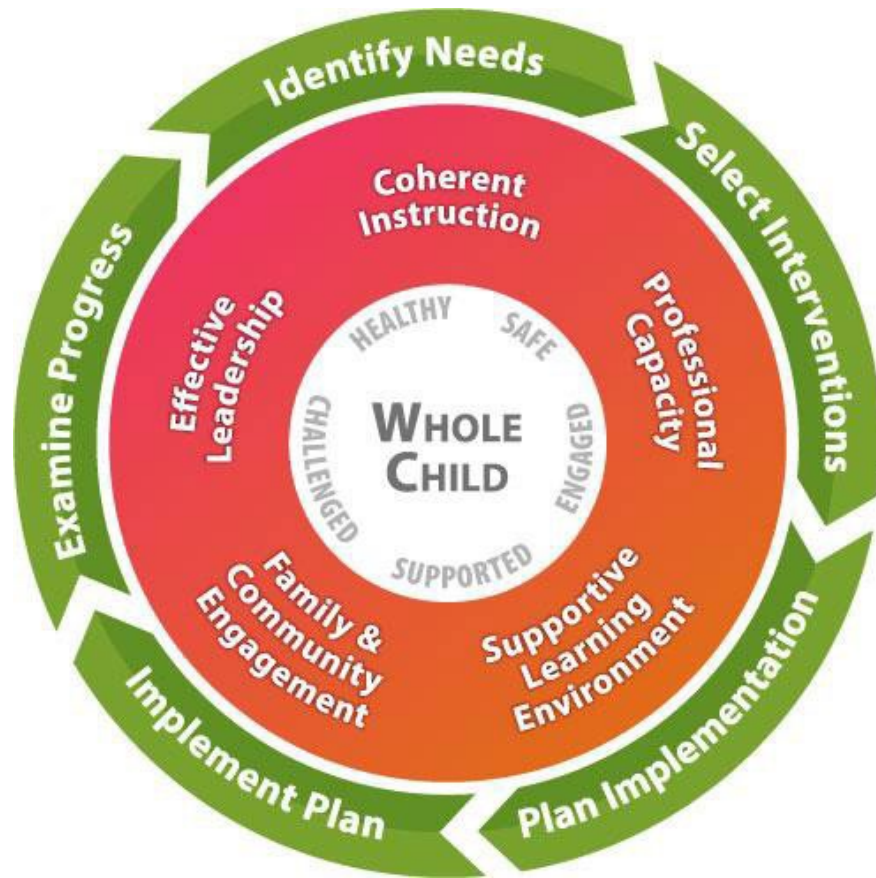 Identify Needs
Select Interventions
Plan Implementation
Implement Plan
Examine Progress
Coherent
Instruction
Professional
Capacity
Supportive
Learning
Environment
Family &
Community
Engagement
Effective
Leadership
HEALTHY
SAFE
ENGAGED
SUPPORTED
CHALLENGED
WHOLE
CHILD